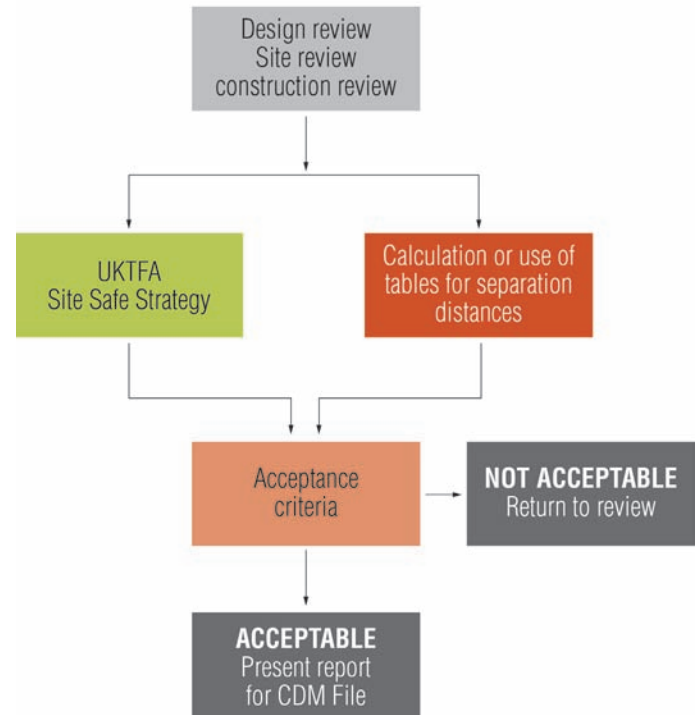 Design review
Site review
construction review
UKTFA
Site Safe Strategy
Calculation or use of
tables for separation
distances
Acceptance
criteria
NOT ACCEPTABLE
Return to review
ACCEPTABLE
Present report
for CDM File